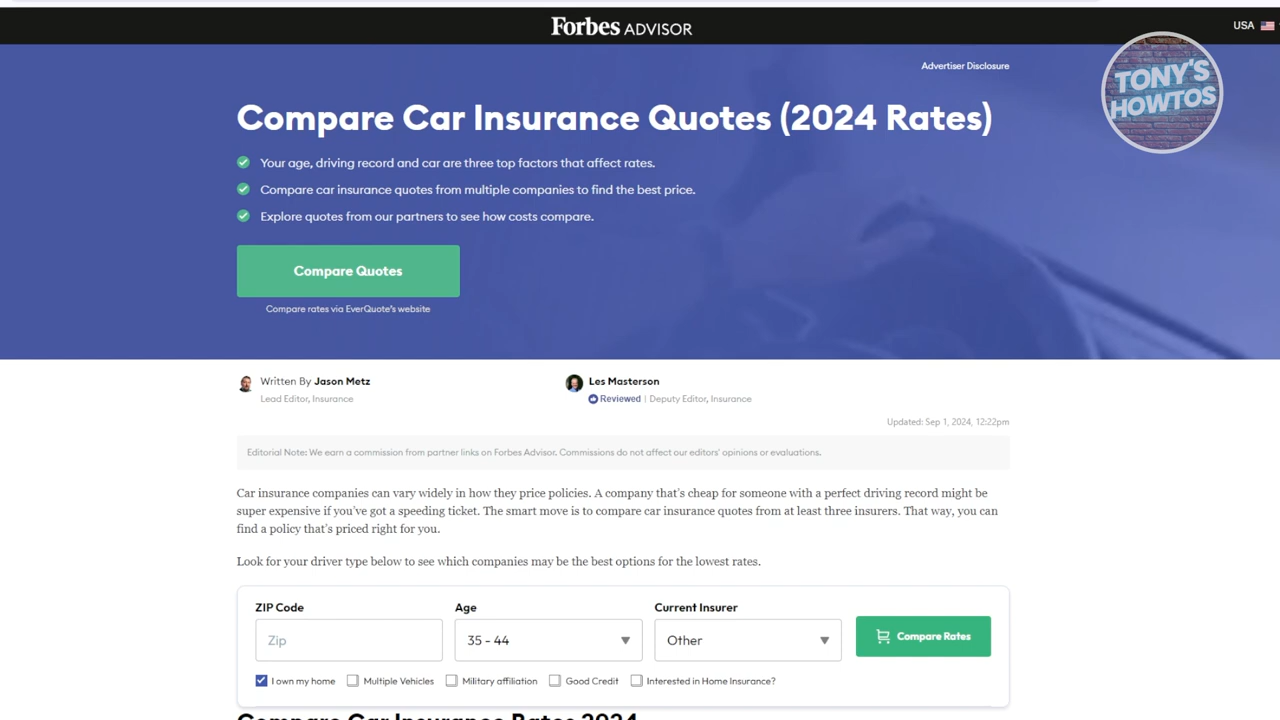 Forbes ADVISOR
USA
Advertiser Disclosure
TONY'S
HOWTOS
Compare Car Insurance Quotes (2024 Rates)
Your age, driving record and car are three top factors that affect rates.
Compare car insurance quotes from multiple companies to find the best price.
Explore quotes from our partners to see how costs compare.
Compare Quotes
Compare rates via EverQuote's website
Written By Jason Metz
Lead Editor, Insurance
Les Masterson
Reviewed | Deputy Editor, Insurance
Updated: Sep 1, 2024, 12:22pm
Editorial Note: We earn a commission from partner links on Forbes Advisor. Commissions do not affect our editors' opinions or evaluations.
Car insurance companies can vary widely in how they price policies. A company that's cheap for someone with a perfect driving record might be
super expensive if you've got a speeding ticket. The smart move is to compare car insurance quotes from at least three insurers. That way, you can
find a policy that's priced right for you.
Look for your driver type below to see which companies may be the best options for the lowest rates.
ZIP Code
Age
Current Insurer
Zip
35 - 44
Other
Compare Rates
I own my home
Multiple Vehicles
Military affiliation
Good Credit
Interested in Home Insurance?
Compare Car Insurance Rates 2024